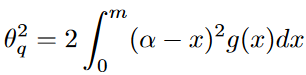 θ_q^2 = 2 ∫_0^m (α − x)^2 g(x)dx